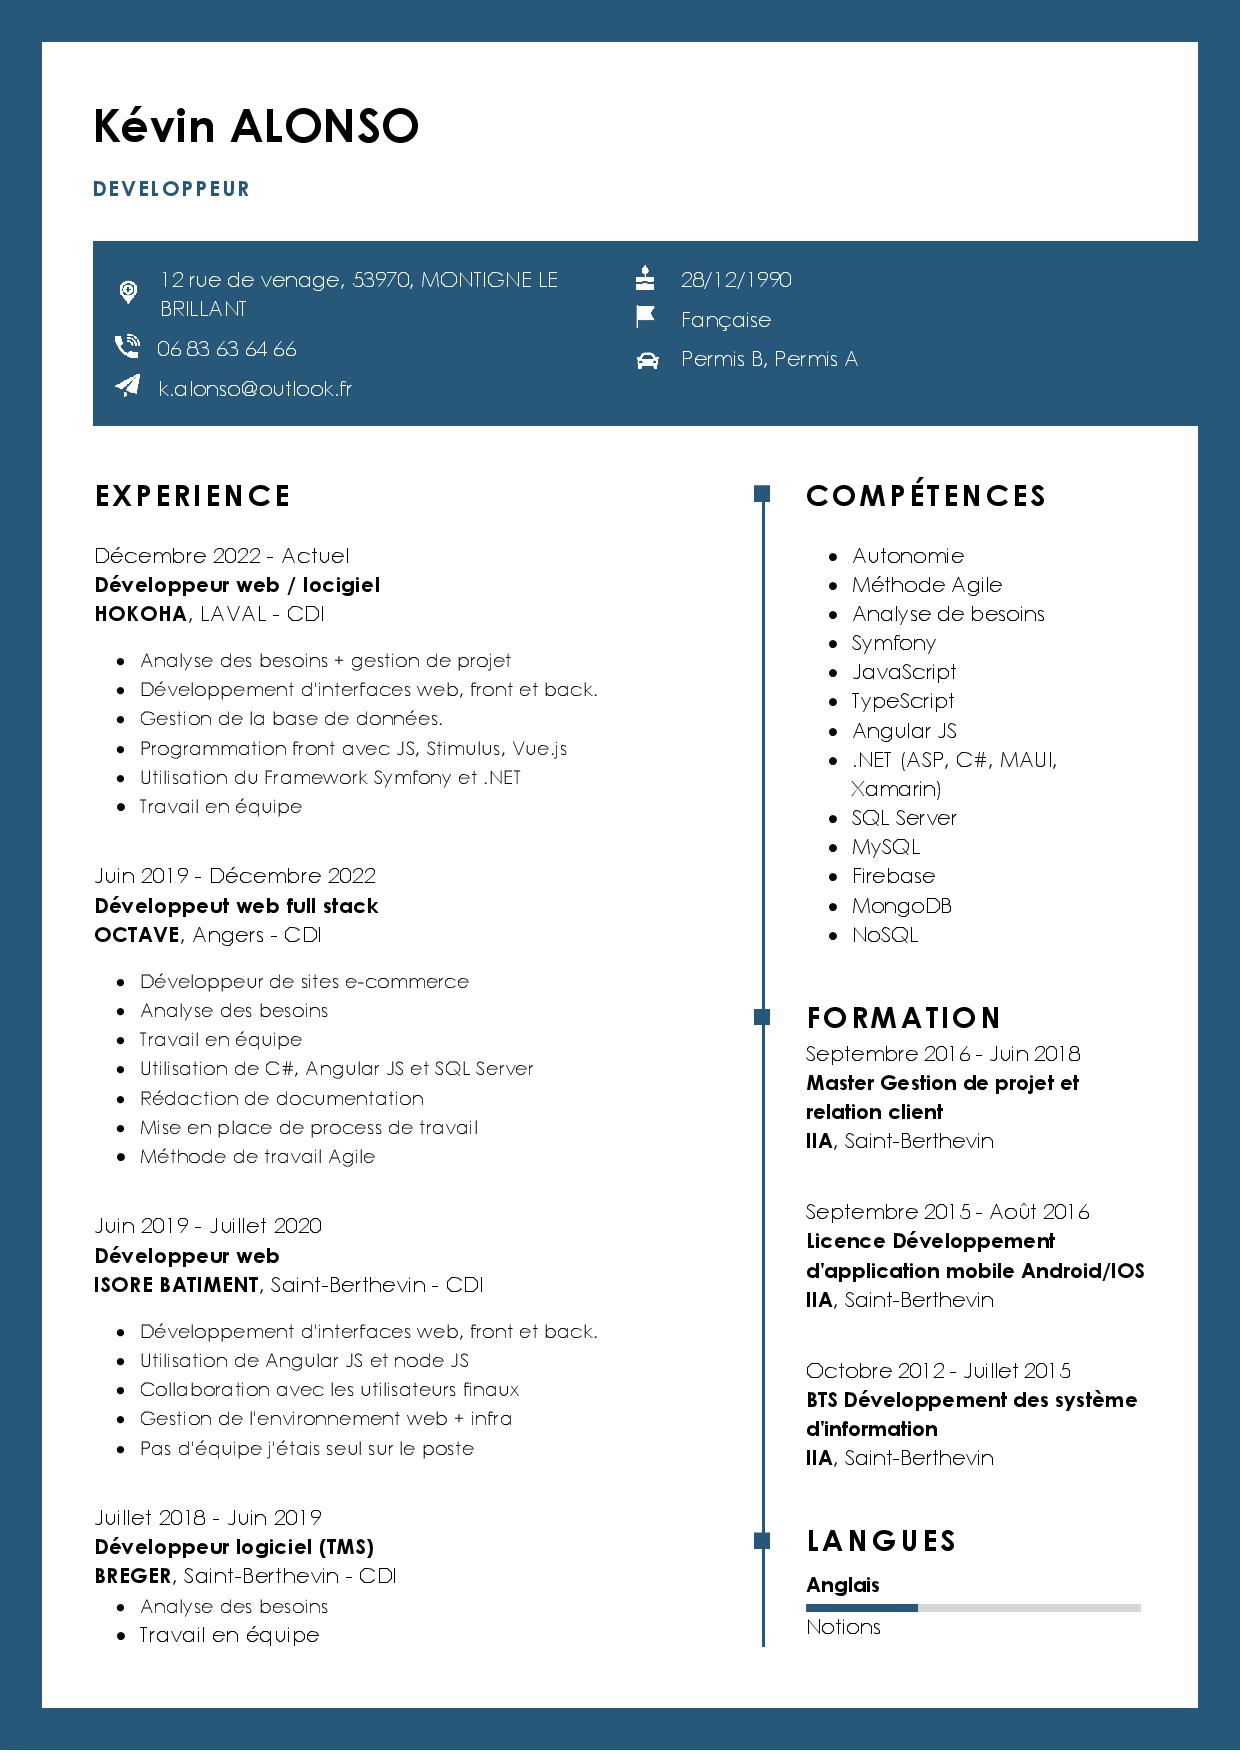 Kévin ALONSO
DEVELOPPEUR
12 rue de venage, 53970, MONTIGNE LE
BRILLANT
06 83 63 64 66
k.alonso@outlook.fr
28/12/1990
Fançaise
Permis B, Permis A
EXPERIENCE
Décembre 2022 - Actuel
Développeur web / locigiel
HOKOHA, LAVAL - CDI
• Analyse des besoins + gestion de projet
• Développement d'interfaces web, front et back.
• Gestion de la base de données.
• Programmation front avec JS, Stimulus, Vue.js
• Utilisation du Framework Symfony et .NET
• Travail en équipe
Juin 2019 - Décembre 2022
Développeut web full stack
OCTAVE, Angers - CDI
• Développeur de sites e-commerce
• Analyse des besoins
• Travail en équipe
• Utilisation de C#, Angular JS et SQL Server
• Rédaction de documentation
• Mise en place de process de travail
• Méthode de travail Agile
Juin 2019 - Juillet 2020
Développeur web
ISORE BATIMENT, Saint-Berthevin - CDI
• Développement d'interfaces web, front et back.
• Utilisation de Angular JS et node JS
• Collaboration avec les utilisateurs finaux
• Gestion de l'environnement web + infra
• Pas d'équipe j'étais seul sur le poste
Juillet 2018 - Juin 2019
Développeur logiciel (TMS)
BREGER, Saint-Berthevin - CDI
• Analyse des besoins
• Travail en équipe
COMPÉTENCES
• Autonomie
• Méthode Agile
• Analyse de besoins
• Symfony
• JavaScript
• TypeScript
• Angular JS
• .NET (ASP, C#, MAUI,
Xamarin)
• SQL Server
• MySQL
• Firebase
• MongoDB
• NoSQL
FORMATION
Septembre 2016 - Juin 2018
Master Gestion de projet et
relation client
IIA, Saint-Berthevin
Septembre 2015 - Août 2016
Licence Développement
d'application mobile Android/IOS
IIA, Saint-Berthevin
Octobre 2012 - Juillet 2015
BTS Développement des système
d'information
IIA, Saint-Berthevin
LANGUES
Anglais
Notions